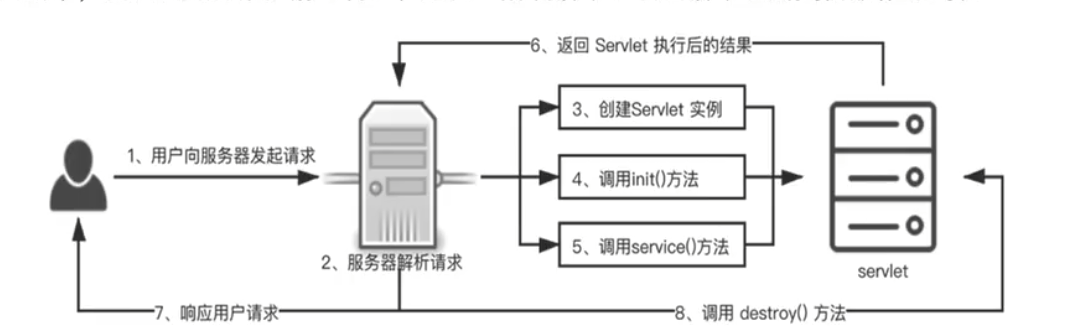 6、返回 Servlet 执行后的结果
3、创建Servlet 实例
1、用户向服务器发起请求
4、调用init()方法
5、调用service()方法
2、服务器解析请求
servlet
7、响应用户请求
8、调用 destroy() 方法